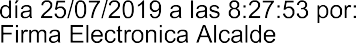 día 25/07/2019 a las 8:27:53 por:
Firma Electronica Alcalde